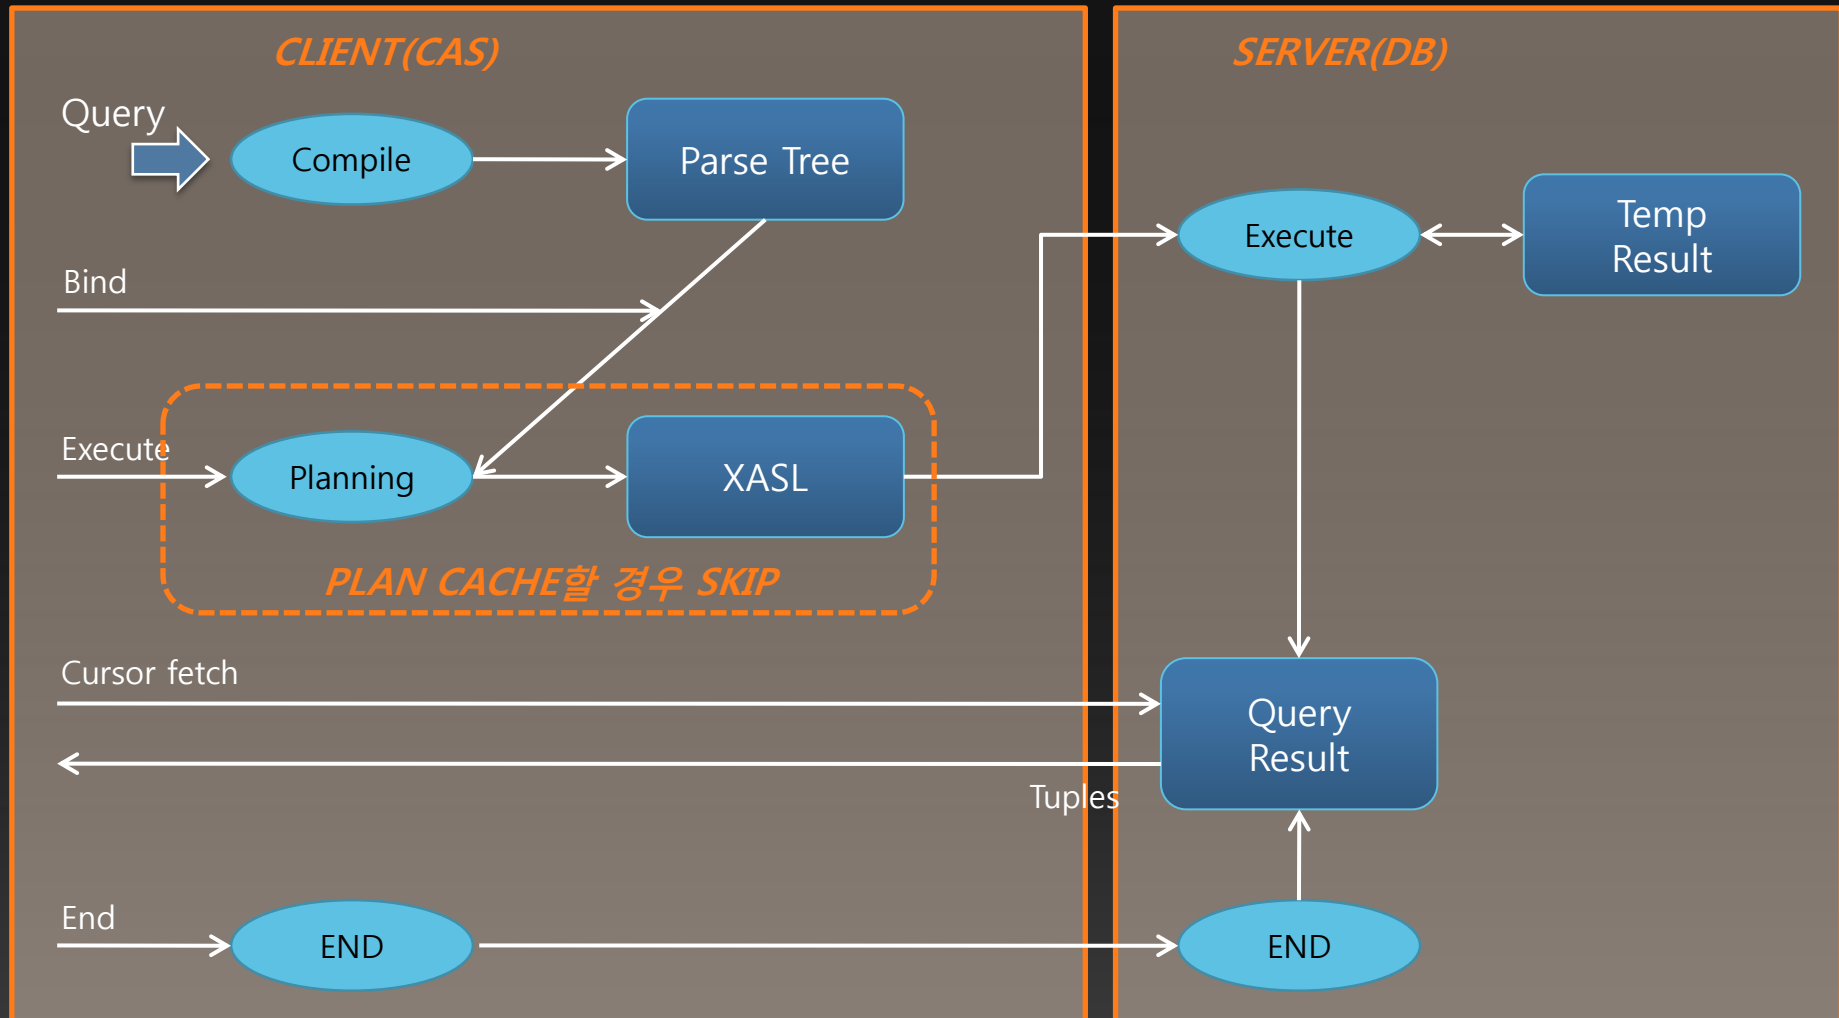 CLIENT(CAS)
SERVER(DB)
Query
Compile
Parse Tree
Execute
Temp
Result
Bind
Execute
Planning
XASL
PLAN CACHE할 경우 SKIP
Cursor fetch
Query
Result
Tuples
End
END
END